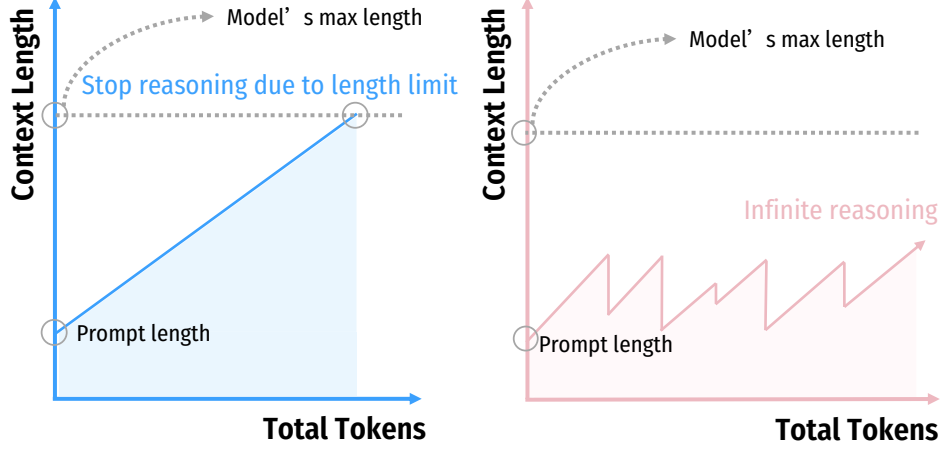 Model’s max length
Stop reasoning due to length limit
Context Length
Prompt length
Total Tokens
Model’s max length
Context Length
Infinite reasoning
Prompt length
Total Tokens